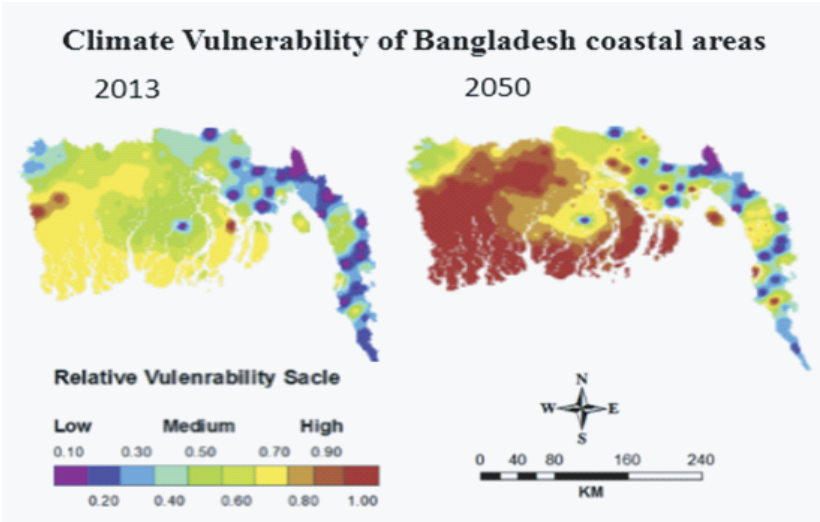 Climate Vulnerability of Bangladesh coastal areas
2013 2050
Relative Vulenrability Sacle
Low Medium High
0.10 0.30 0.50 0.70 0.90
0.20 0.40 0.60 0.80 1.00
N
W E
S
0 40 80 160 240
KM